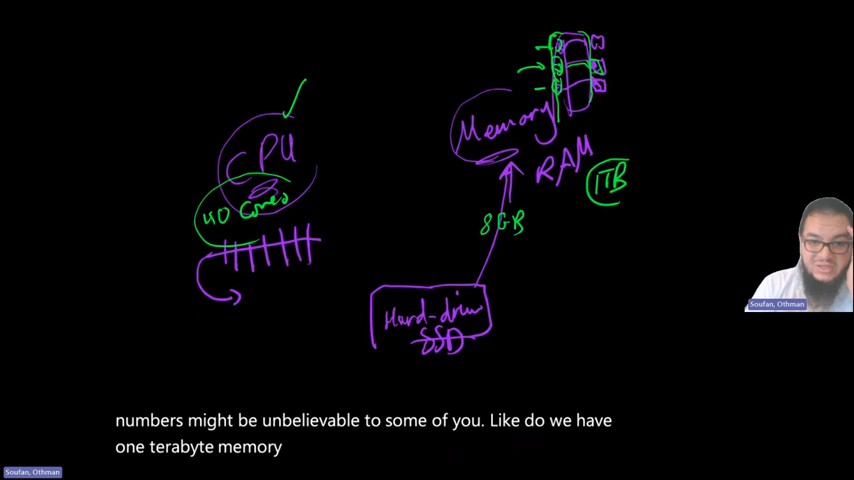 CPU
40 Cores
Memory
RAM
1TB
8GB
Hard-drive
SSD
Soufan, Othman
numbers might be unbelievable to some of you. Like do we have
one terabyte memory
Soufan, Othman